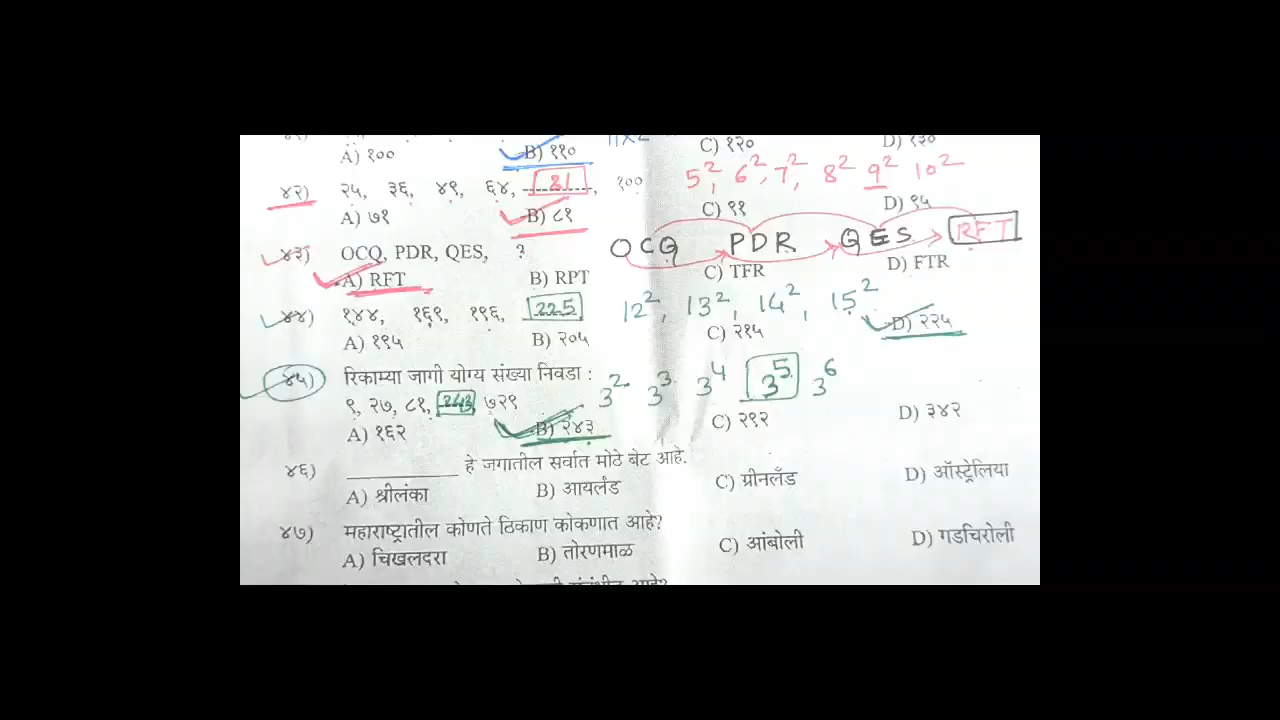 A) १०० B) ११० C) १२० D) १३०
४२) २५, ३६, ४९, ६४, 81, १०० 5², 6², 7², 8² 9² 10²
A) ७१ B) ८१ C) ९१ D) ९५
४३) OCQ, PDR, QES, ? OCQ PDR QES RFT
A) RFT B) RPT C) TFR D) FTR
४४) १४४, १६९, १९६, 225 12², 13², 14², 15²
A) १९५ B) २०५ C) २१५ D) २२५
४५) रिकाम्या जागी योग्य संख्या निवडा : 3² 3³ 3⁴ 3⁵ 3⁶
९, २७, ८१, 243, ७२९
A) १६२ B) २४३ C) २९२ D) ३४२
४६) ____________ हे जगातील सर्वात मोठे बेट आहे.
A) श्रीलंका B) आयर्लंड C) ग्रीनलँड D) ऑस्ट्रेलिया
४७) महाराष्ट्रातील कोणते ठिकाण कोकणात आहे?
A) चिखलदरा B) तोरणमाळ C) आंबोली D) गडचिरोली